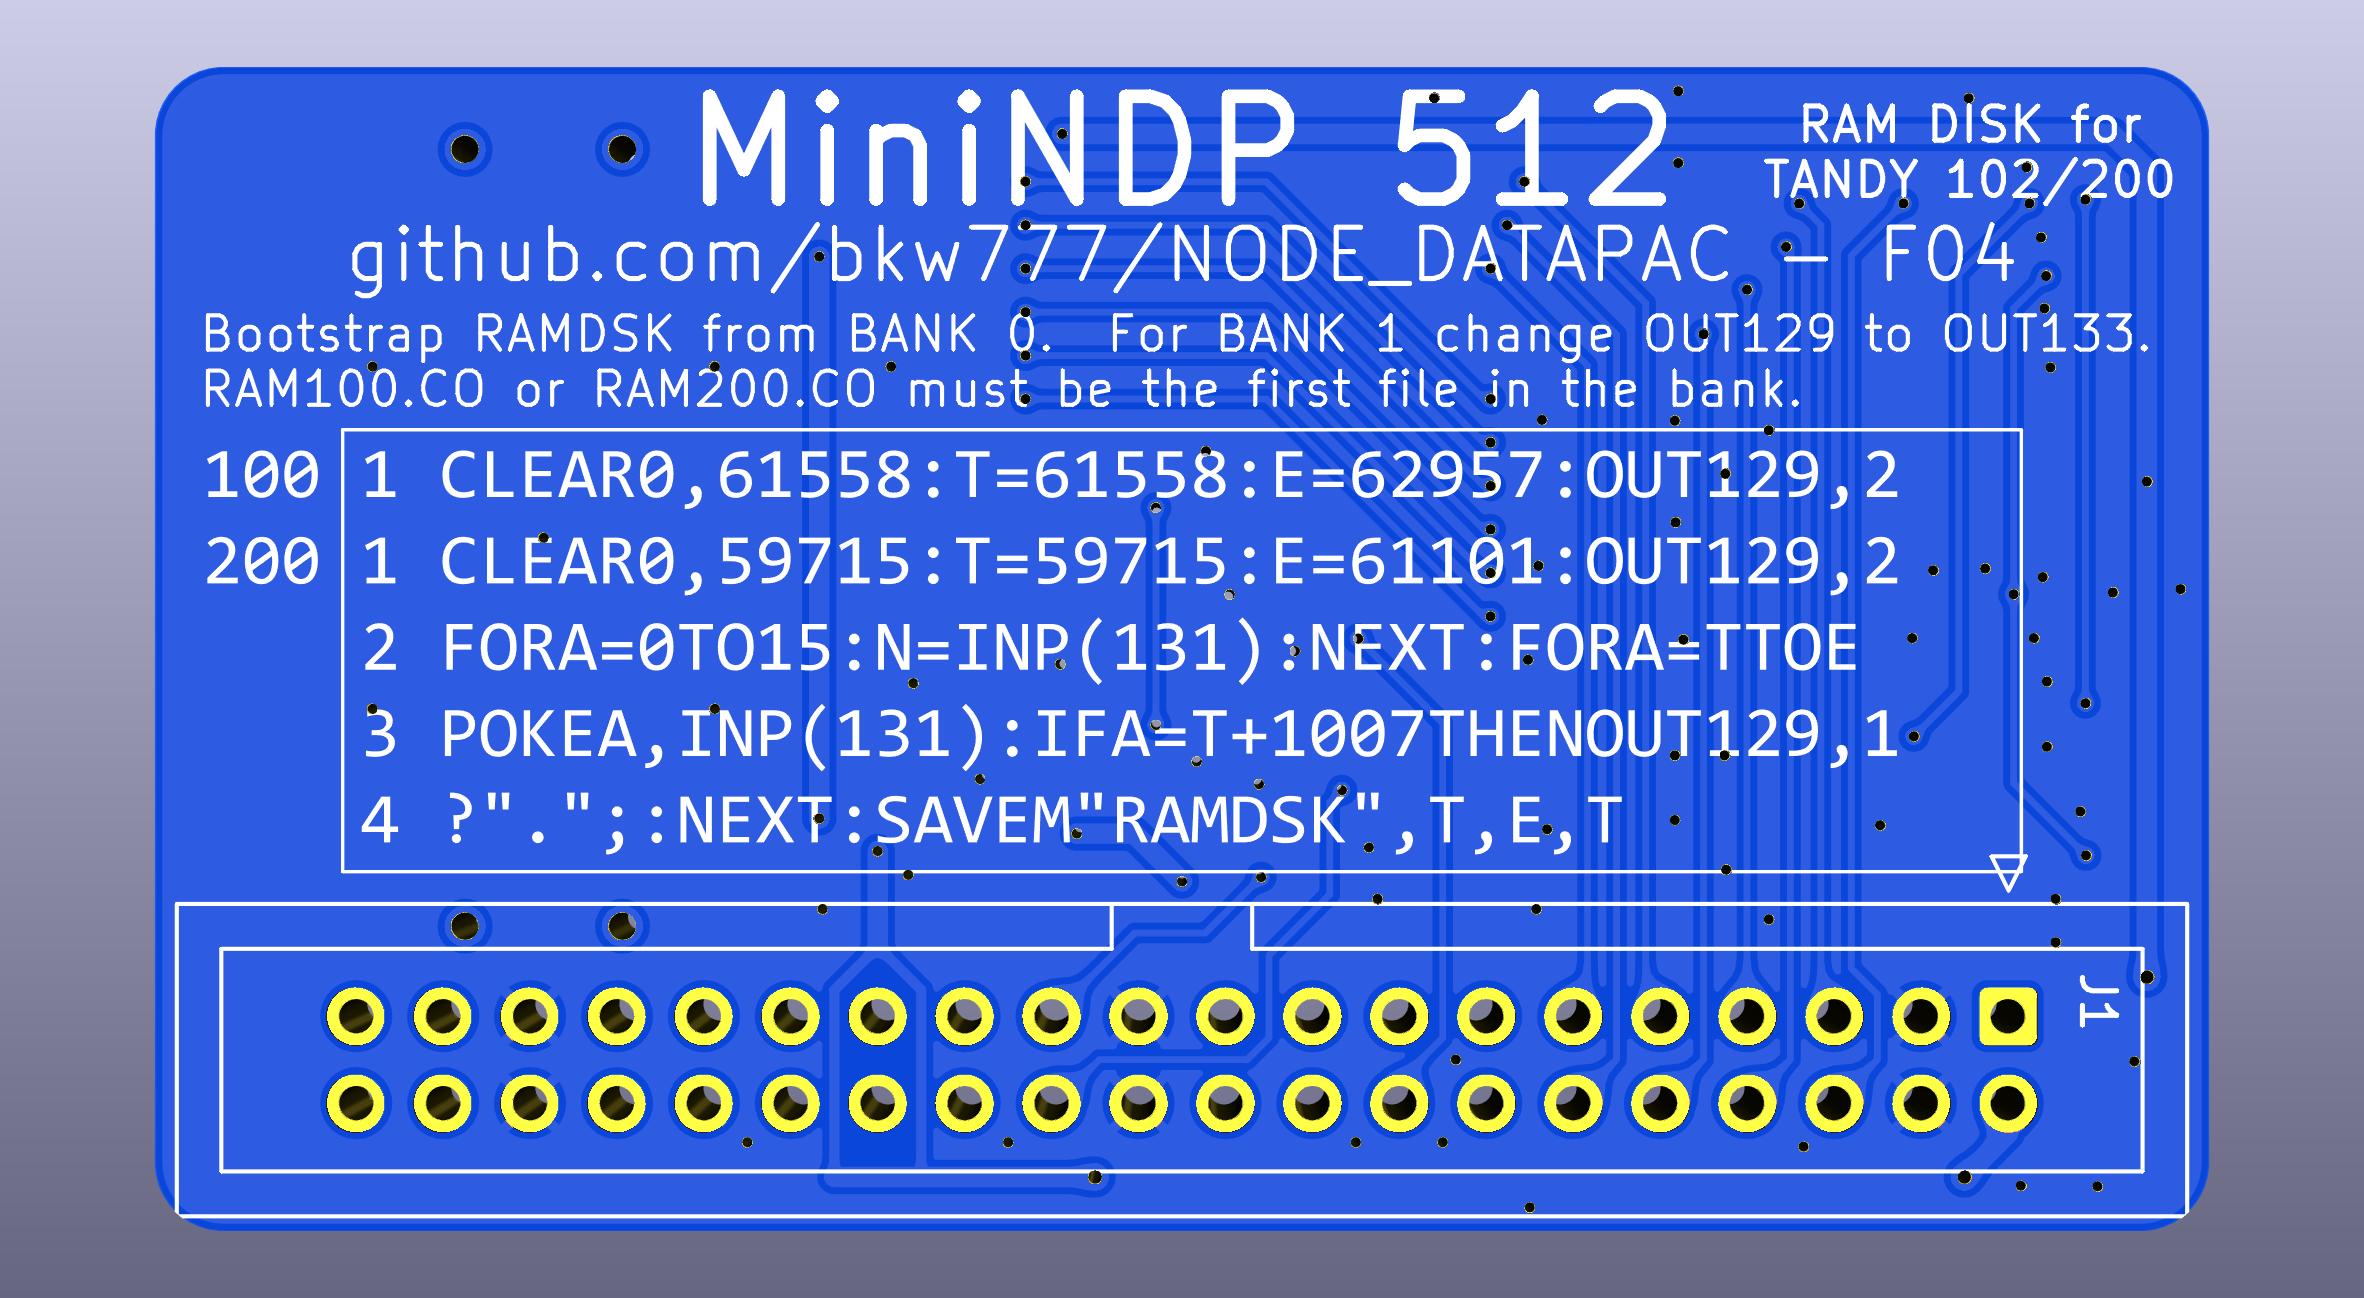 MiniNDP 512
RAM DISK for
TANDY 102/200
github.com/bkw777/NODE_DATAPAC – F04
Bootstrap RAMDSK from BANK 0.  For BANK 1 change OUT129 to OUT133.
RAM100.CO or RAM200.CO must be the first file in the bank.
100 1 CLEAR0,61558:T=61558:E=62957:OUT129,2
200 1 CLEAR0,59715:T=59715:E=61101:OUT129,2
2 FORA=0TO15:N=INP(131):NEXT:FORA=TTOE
3 POKEA,INP(131):IFA=T+1007THENOUT129,1
4 ?".";:NEXT:SAVEM"RAMDSK",T,E,T
J1